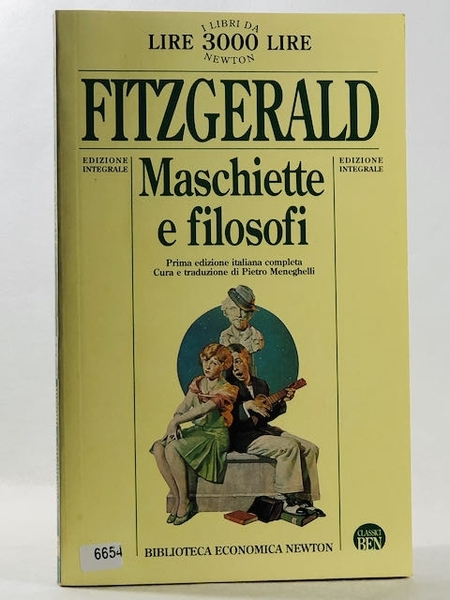 I LIBRI DA
LIRE 3000 LIRE
NEWTON
FITZGERALD
EDIZIONE
INTEGRALE
Maschiette
e filosofi
EDIZIONE
INTEGRALE
Prima edizione italiana completa
Cura e traduzione di Pietro Meneghelli
6654
BIBLIOTECA ECONOMICA NEWTON
CLASSICI
BEN